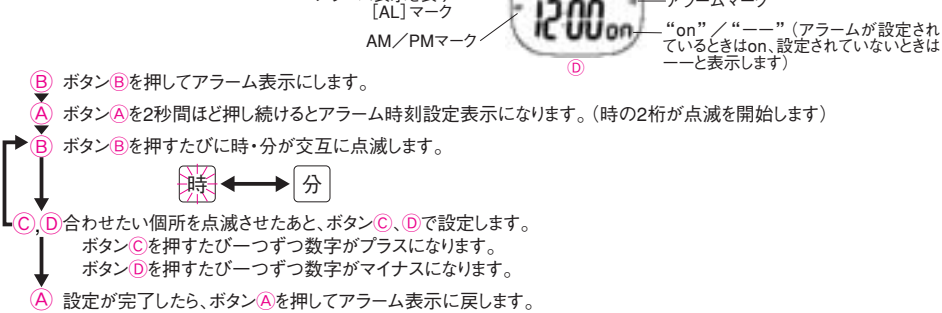 [AL]マーク
AM／PMマーク
12:00on
アラームマーク
“on”／“ーー”（アラームが設定され
ているときはon、設定されていないときは
ーーと表示します）
Ⓓ
Ⓑ ボタンⒷを押してアラーム表示にします。
Ⓐ ボタンⒶを2秒間ほど押し続けるとアラーム時刻設定表示になります。（時の2桁が点滅を開始します）
Ⓑ ボタンⒷを押すたびに時・分が交互に点滅します。
時 分
Ⓒ,Ⓓ合わせたい個所を点滅させたあと、ボタンⒸ、Ⓓで設定します。
ボタンⒸを押すたび一つずつ数字がプラスになります。
ボタンⒹを押すたび一つずつ数字がマイナスになります。
Ⓐ 設定が完了したら、ボタンⒶを押してアラーム表示に戻します。